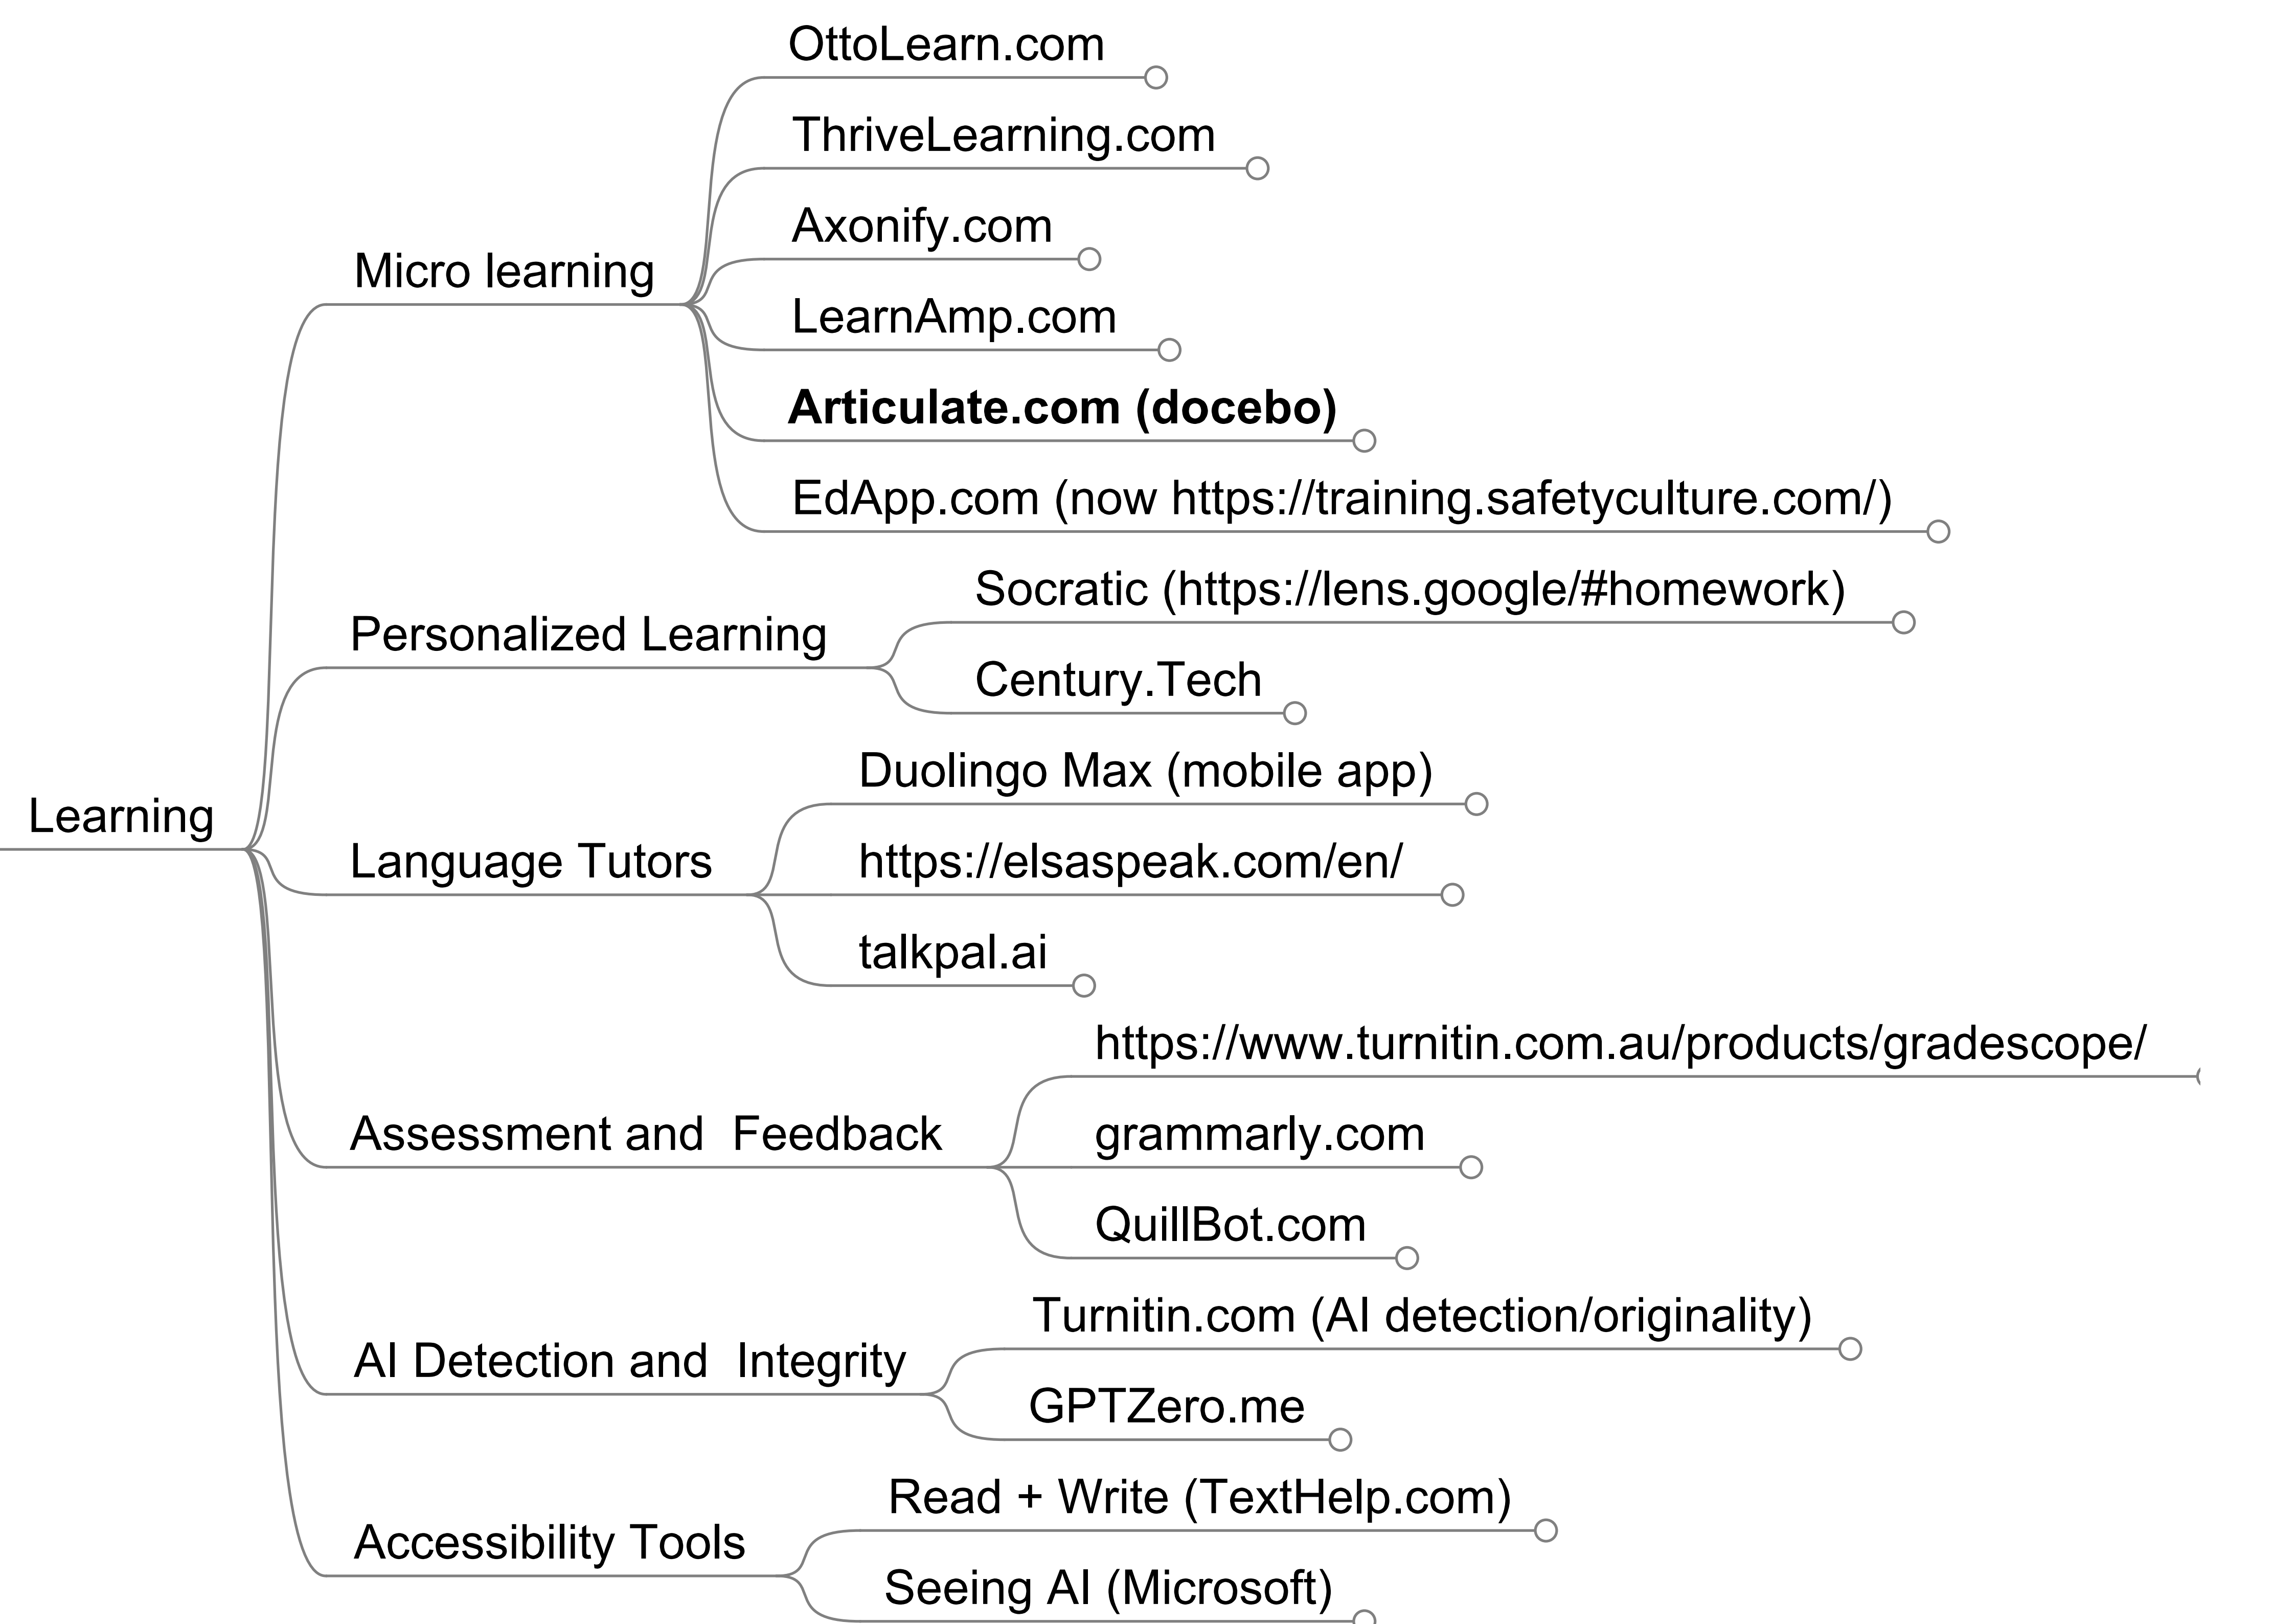 OttoLearn.com
ThriveLearning.com
Axonify.com
Micro learning
LearnAmp.com
Articulate.com (docebo)
EdApp.com (now https://training.safetyculture.com/)
Socratic (https://lens.google/#homework)
Personalized Learning
Century.Tech
Duolingo Max (mobile app)
Learning
Language Tutors
https://elsaspeak.com/en/
talkpal.ai
https://www.turnitin.com.au/products/gradescope/
Assessment and  Feedback
grammarly.com
QuillBot.com
Turnitin.com (AI detection/originality)
AI Detection and  Integrity
GPTZero.me
Read + Write (TextHelp.com)
Accessibility Tools
Seeing AI (Microsoft)